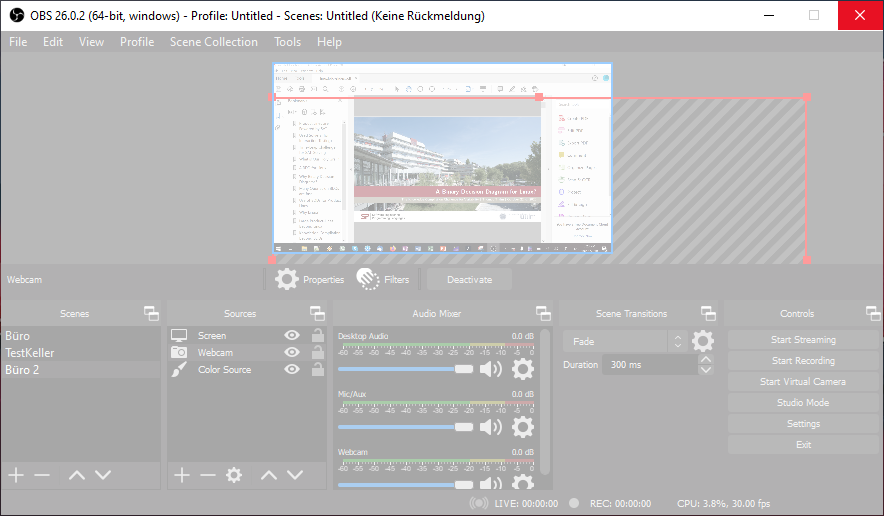 OBS 26.0.2 (64-bit, windows) - Profile: Untitled - Scenes: Untitled (Keine Rückmeldung)
File Edit View Profile Scene Collection Tools Help
A Binary Decision Diagram for Linux?
Webcam Properties Filters Deactivate
Scenes Sources Audio Mixer Scene Transitions Controls
Büro
TestKeller
Büro 2
Screen
Webcam
Color Source
Desktop Audio 0.0 dB
-60 -55 -50 -45 -40 -35 -30 -25 -20 -15 -10 -5 0
Mic/Aux 0.0 dB
-60 -55 -50 -45 -40 -35 -30 -25 -20 -15 -10 -5 0
Webcam 0.0 dB
-60 -55 -50 -45 -40 -35 -30 -25 -20 -15 -10 -5 0
Fade
Duration 300 ms
Start Streaming
Start Recording
Start Virtual Camera
Studio Mode
Settings
Exit
LIVE: 00:00:00 REC: 00:00:00 CPU: 3.8%, 30.00 fps